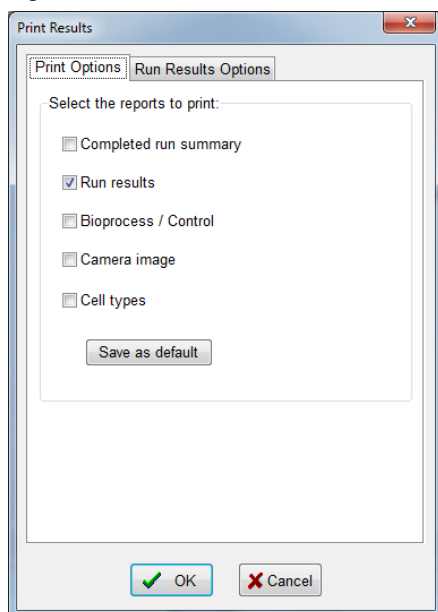 Print Results
Print Options Run Results Options
Select the reports to print:
Completed run summary
Run results
Bioprocess / Control
Camera image
Cell types
Save as default
OK Cancel